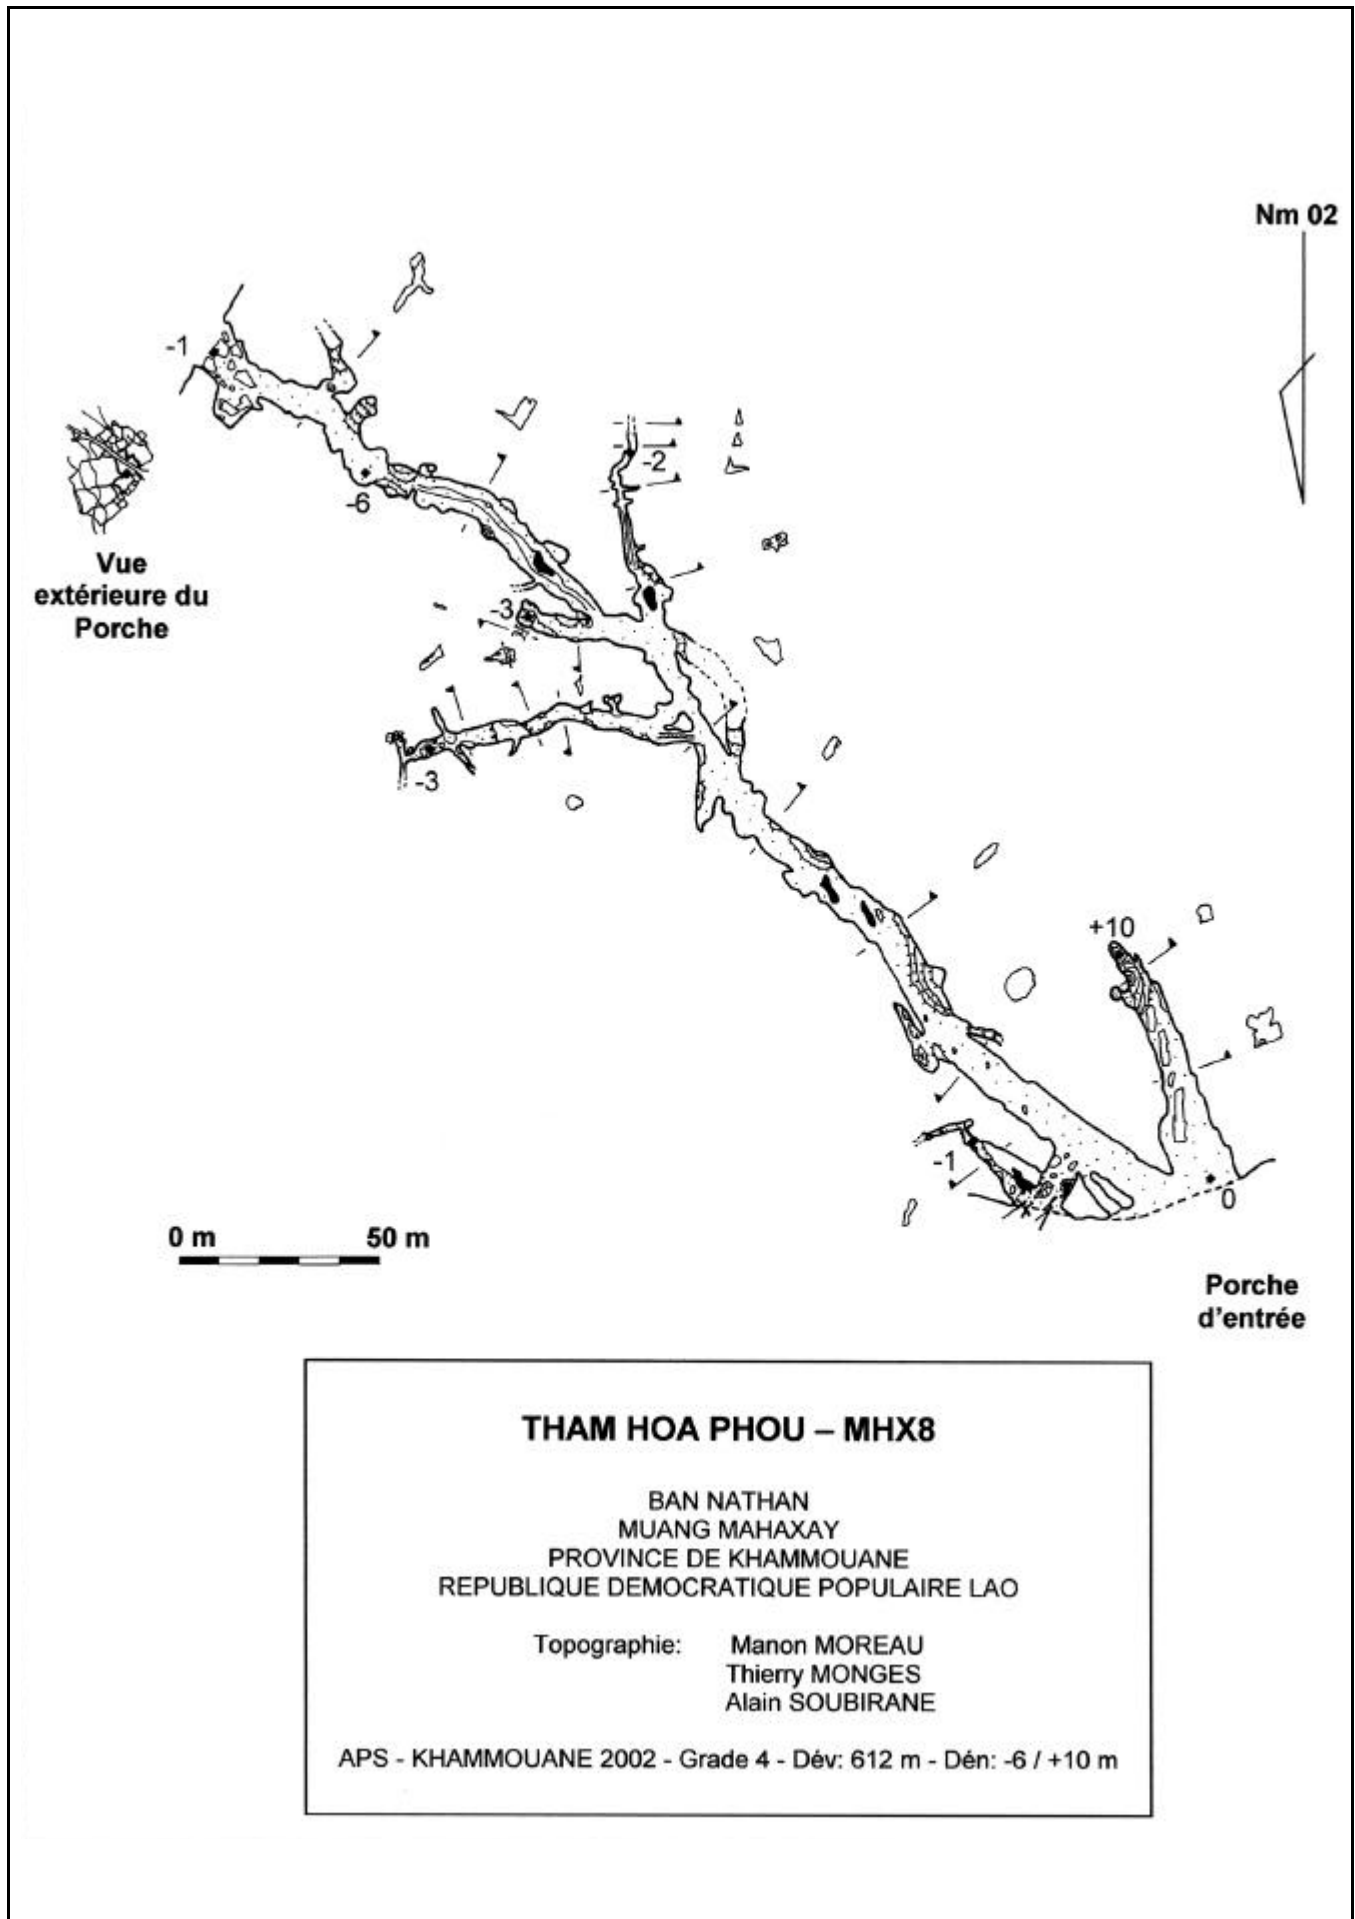 Nm 02
-1
-2
-6
Vue
extérieure du
Porche
-3
-3
+10
-1
0
0 m 50 m
Porche
d'entrée
THAM HOA PHOU – MHX8
BAN NATHAN
MUANG MAHAXAY
PROVINCE DE KHAMMOUANE
REPUBLIQUE DEMOCRATIQUE POPULAIRE LAO
Topographie: Manon MOREAU
Thierry MONGES
Alain SOUBIRANE
APS - KHAMMOUANE 2002 - Grade 4 - Dév: 612 m - Dén: -6 / +10 m